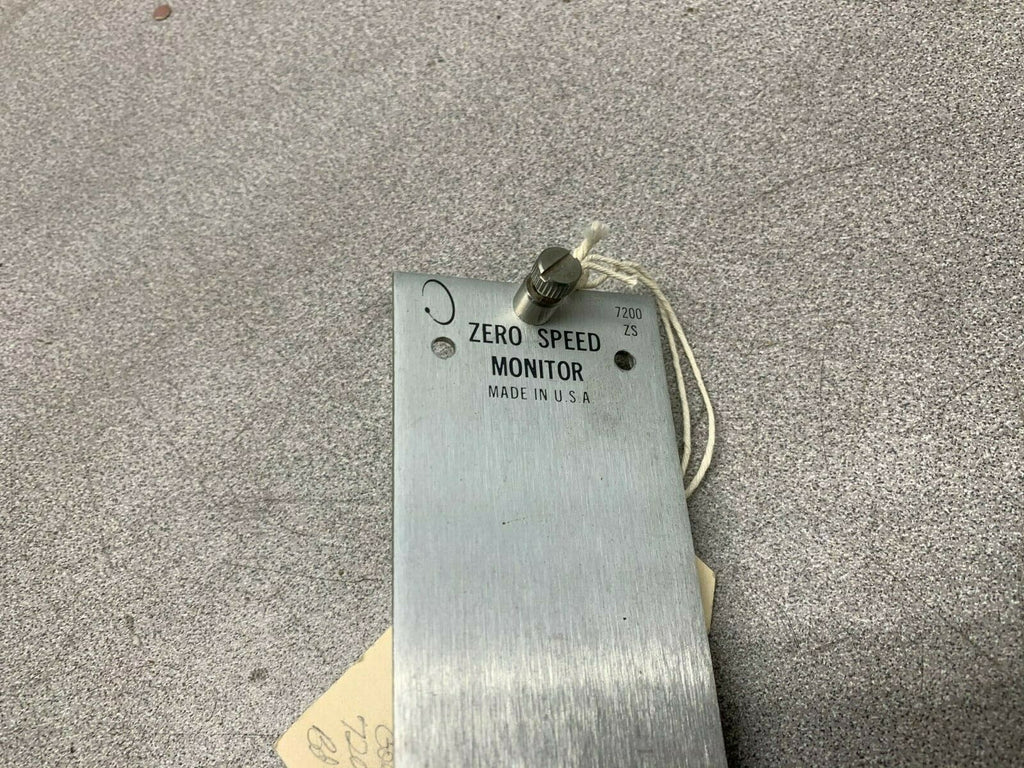 7200
ZS
ZERO SPEED
MONITOR
MADE IN U.S.A